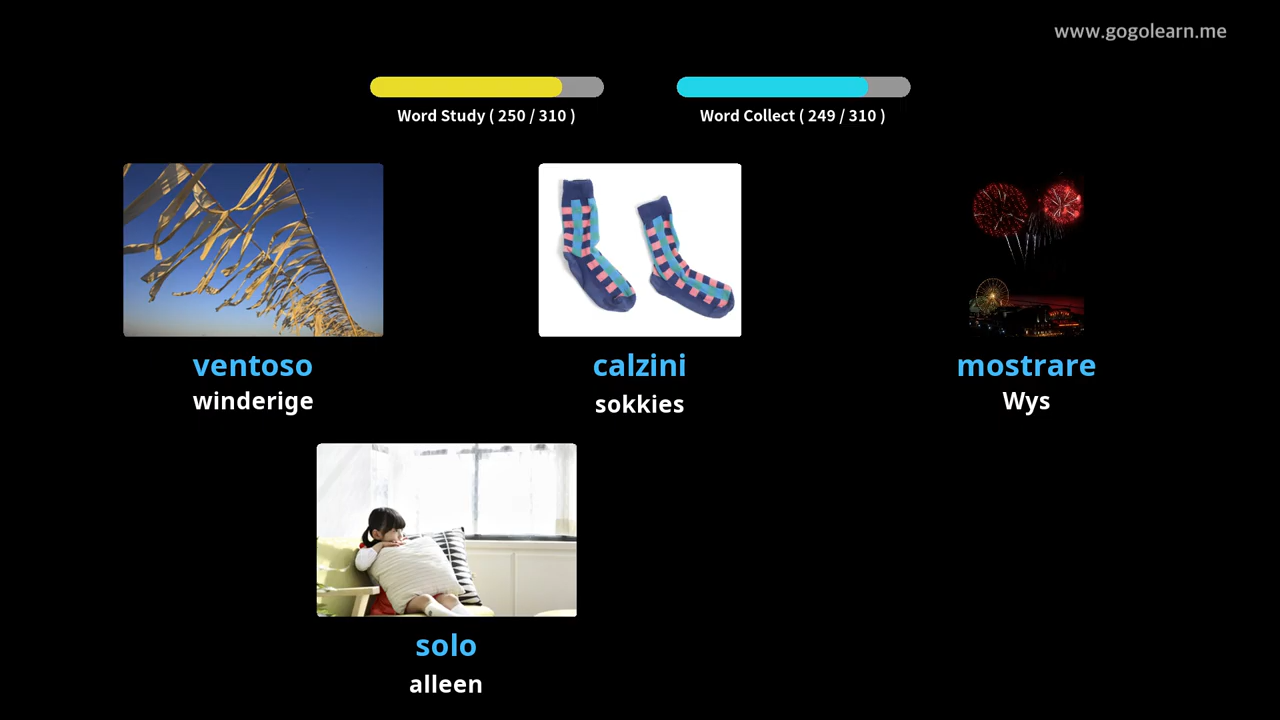 www.gogolearn.me
Word Study ( 250 / 310 )
Word Collect ( 249 / 310 )
ventoso
winderige
calzini
sokkies
mostrare
Wys
solo
alleen